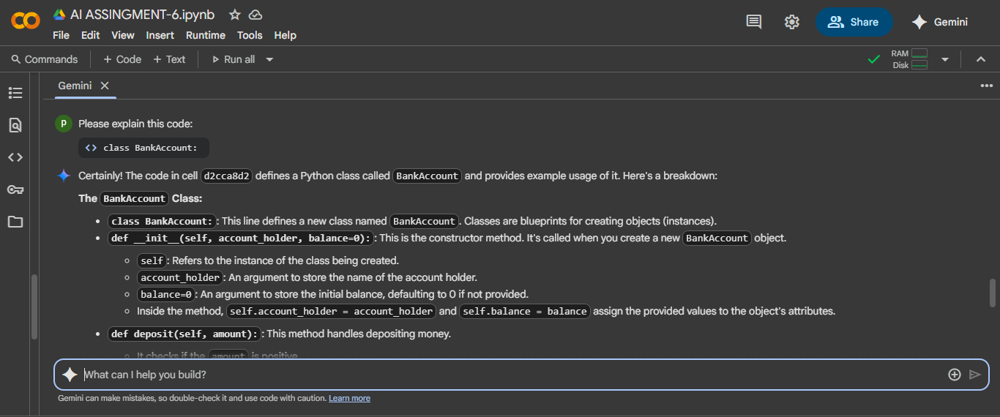 AI ASSINGMENT-6.ipynb
File Edit View Insert Runtime Tools Help
Share
Gemini
Commands + Code + Text Run all
RAM
Disk
Gemini
P
Please explain this code:
<> class BankAccount:
Certainly! The code in cell d2cca8d2 defines a Python class called BankAccount and provides example usage of it. Here's a breakdown:
The BankAccount Class:
• class BankAccount: : This line defines a new class named BankAccount. Classes are blueprints for creating objects (instances).
• def __init__(self, account_holder, balance=0): : This is the constructor method. It's called when you create a new BankAccount object.
◦ self : Refers to the instance of the class being created.
◦ account_holder : An argument to store the name of the account holder.
◦ balance=0 : An argument to store the initial balance, defaulting to 0 if not provided.
◦ Inside the method, self.account_holder = account_holder and self.balance = balance assign the provided values to the object's attributes.
• def deposit(self, amount): : This method handles depositing money.
◦ It checks if the amount is positive
What can I help you build?
Gemini can make mistakes, so double-check it and use code with caution. Learn more